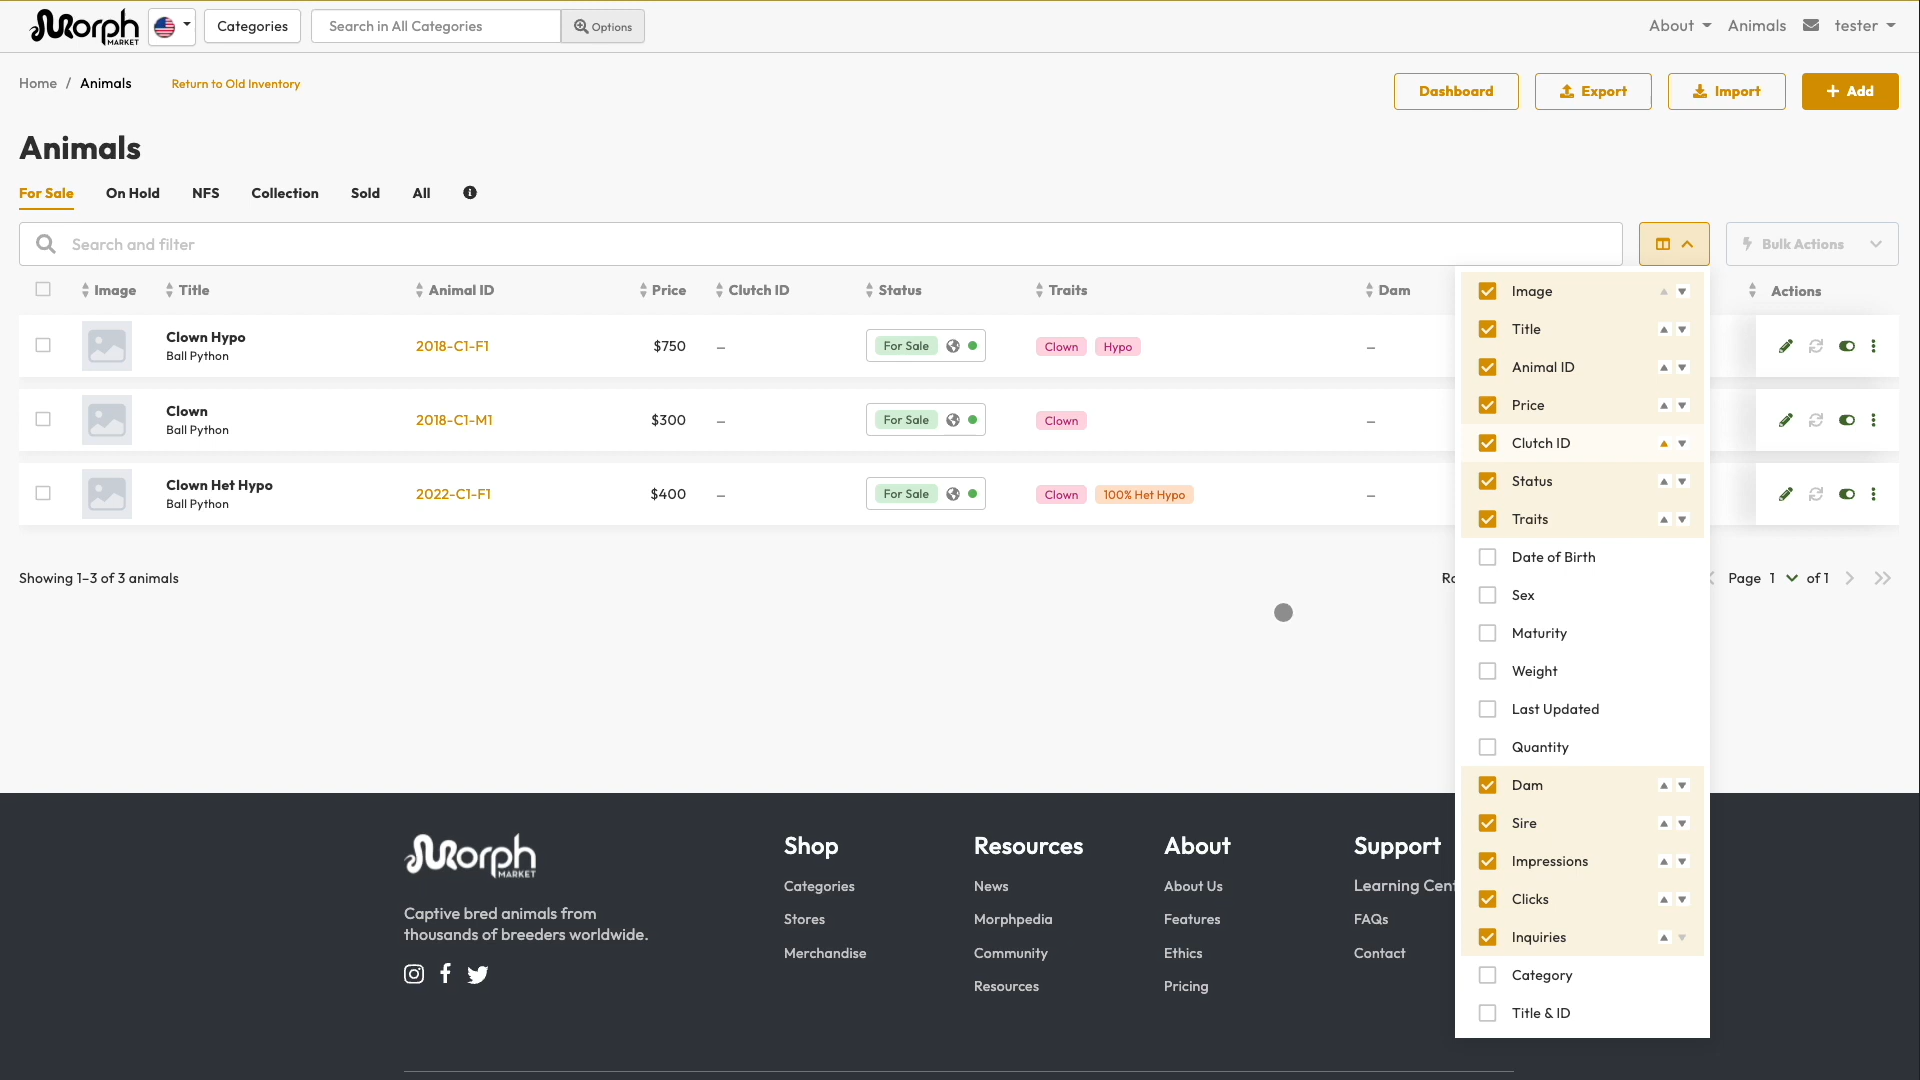 Morph MARKET
Categories
Search in All Categories
Options
About
Animals
tester
Home / Animals
Return to Old Inventory
Dashboard
Export
Import
Add
Animals
For Sale
On Hold
NFS
Collection
Sold
All
Search and filter
Bulk Actions
Image
Title
Animal ID
Price
Clutch ID
Status
Traits
Dam
Actions
Clown Hypo
Ball Python
2018-C1-F1
$750
–
For Sale
Clown
Hypo
–
Clown
Ball Python
2018-C1-M1
$300
–
For Sale
Clown
–
Clown Het Hypo
Ball Python
2022-C1-F1
$400
–
For Sale
Clown
100% Het Hypo
–
Image
Title
Animal ID
Price
Clutch ID
Status
Traits
Date of Birth
Sex
Maturity
Weight
Last Updated
Quantity
Dam
Sire
Impressions
Clicks
Inquiries
Category
Title & ID
Showing 1–3 of 3 animals
Page 1 of 1
Morph MARKET
Captive bred animals from
thousands of breeders worldwide.
Shop
Categories
Stores
Merchandise
Resources
News
Morphpedia
Community
Resources
About
About Us
Features
Ethics
Pricing
Support
Learning Cent
FAQs
Contact